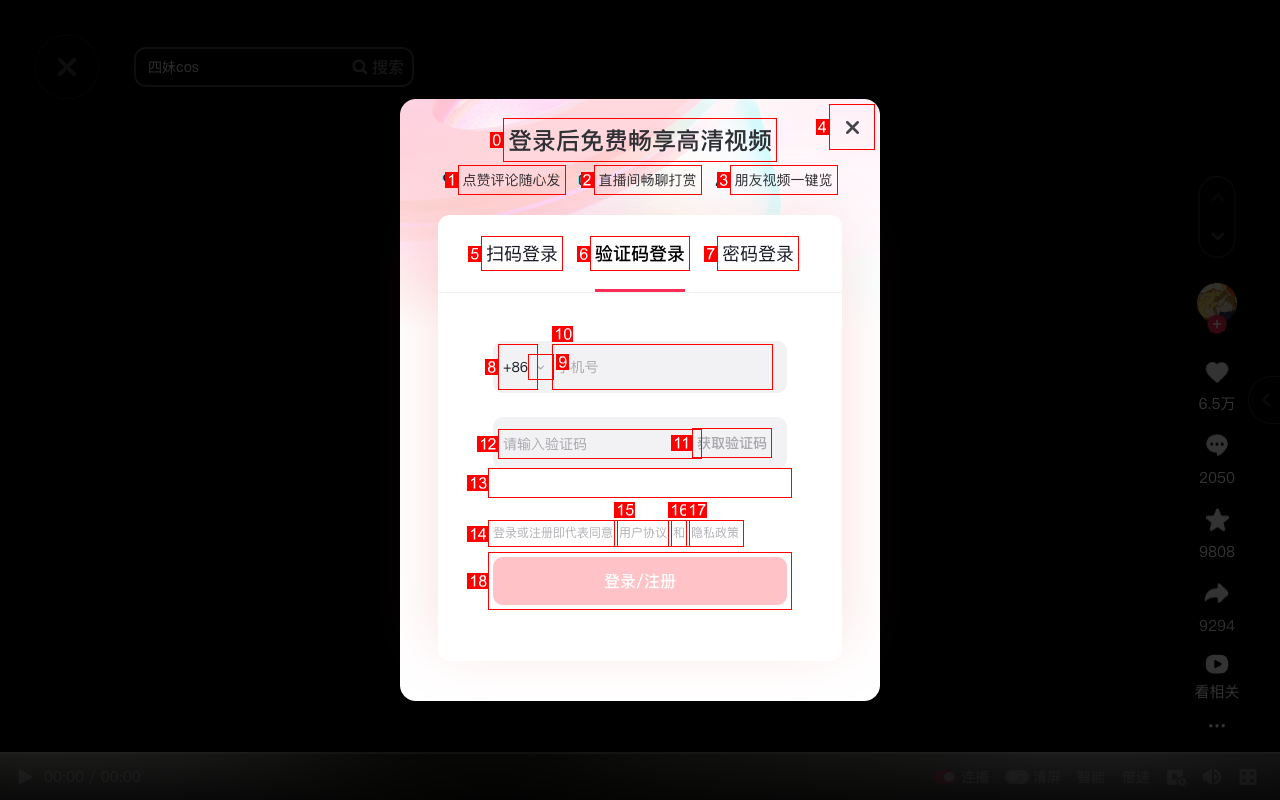 四妹cos 搜索
登录后免费畅享高清视频
点赞评论随心发 直播间畅聊打赏 朋友视频一键览
扫码登录 验证码登录 密码登录
+86 手机号
请输入验证码 获取验证码
登录或注册即代表同意 用户协议 和 隐私政策
登录/注册
6.5万
2050
9808
9294
看相关
00:00 / 00:00 连播 清屏 智能 倍速
0
1
2
3
4
5
6
7
8
9
10
11
12
13
14
15
16
17
18